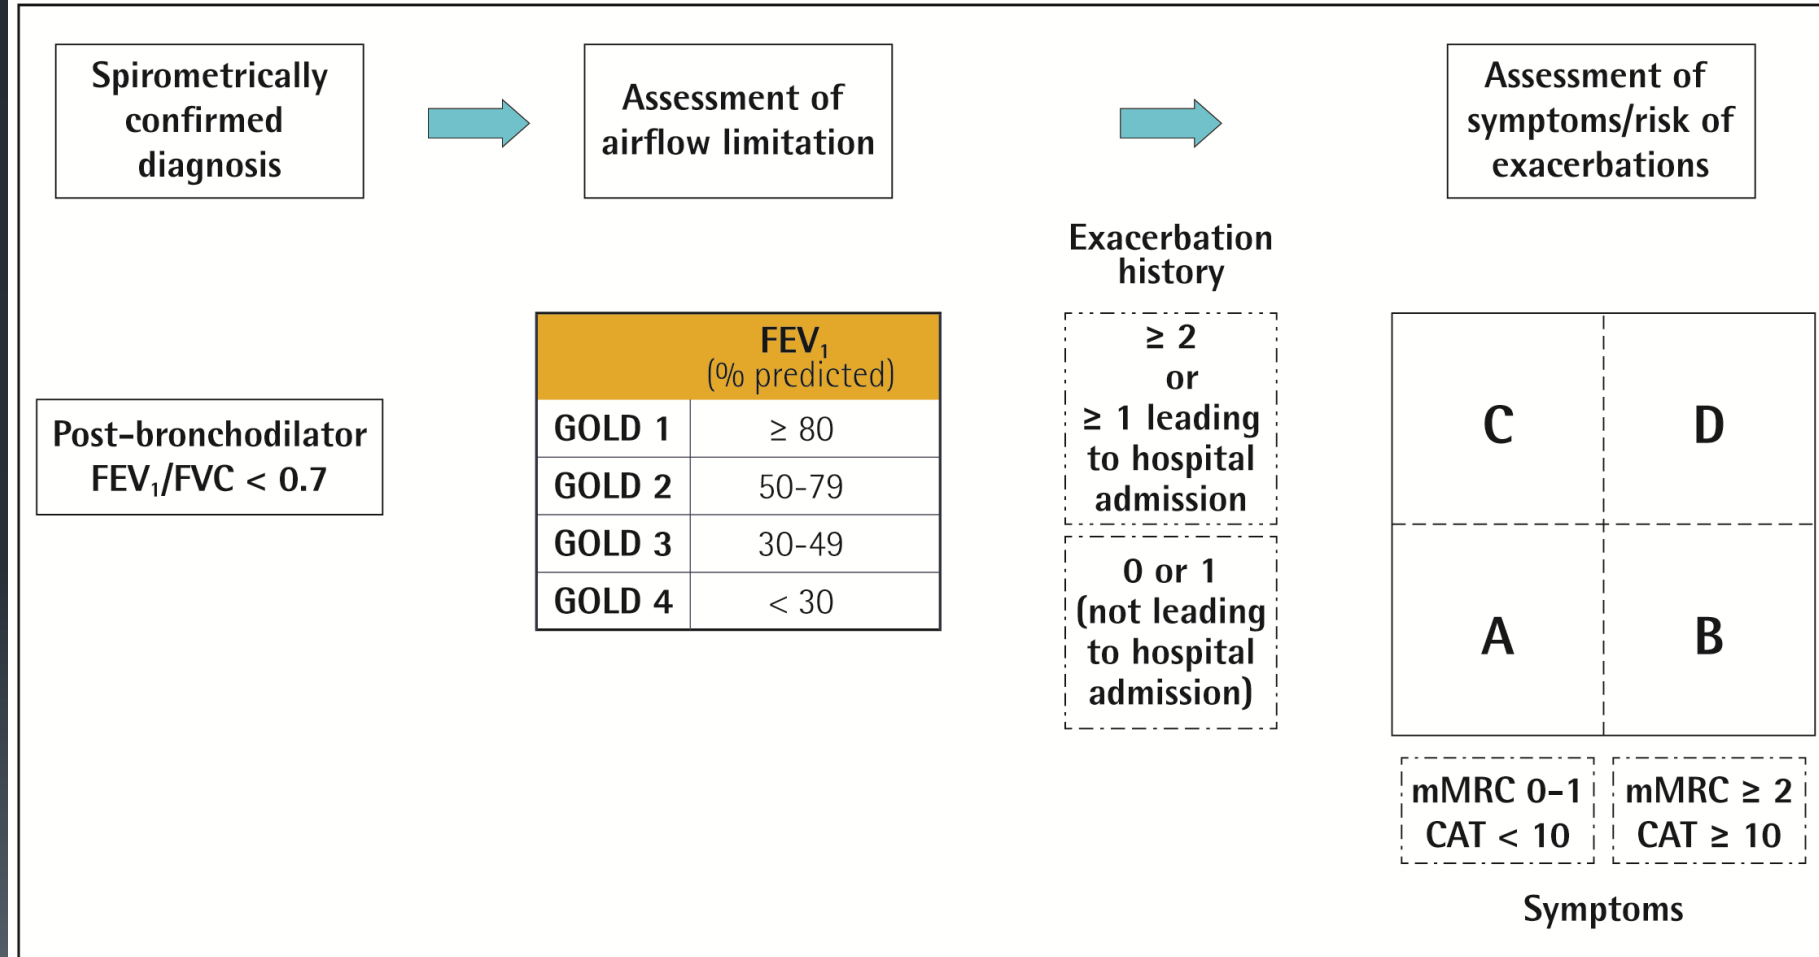 Spirometrically
confirmed
diagnosis
Assessment of
airflow limitation
Assessment of
symptoms/risk of
exacerbations
Post-bronchodilator
FEV₁/FVC < 0.7
FEV₁
(% predicted)
GOLD 1 ≥ 80
GOLD 2 50-79
GOLD 3 30-49
GOLD 4 < 30
Exacerbation
history
≥ 2
or
≥ 1 leading
to hospital
admission
0 or 1
(not leading
to hospital
admission)
C D
A B
mMRC 0-1
CAT < 10
mMRC ≥ 2
CAT ≥ 10
Symptoms